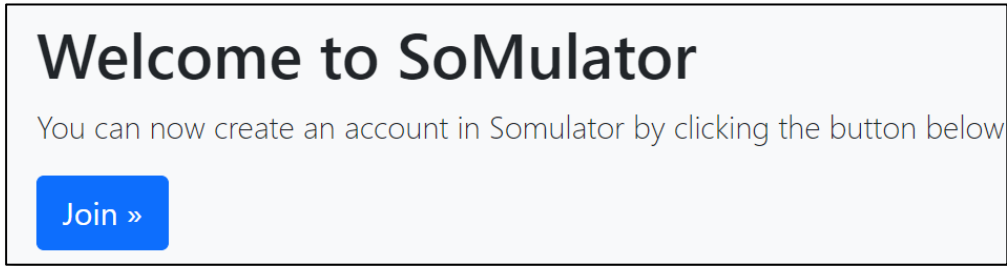 Welcome to SoMulator
You can now create an account in Somulator by clicking the button below
Join »